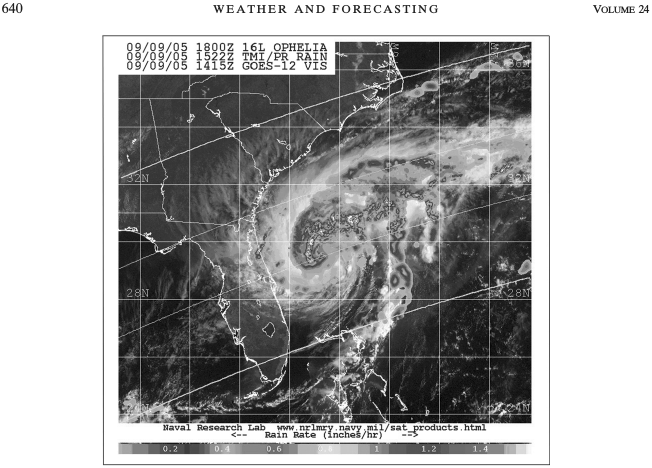 640
WEATHER AND FORECASTING
VOLUME 24
09/09/05 1800Z 16L OPHELIA
09/09/05 1522Z TMI/PR RAIN
09/09/05 1415Z GOES-12 VIS
32N
28N
Naval Research Lab www.nrlmry.navy.mil/sat_products.html
<-- Rain Rate (inches/hr) -->
0.2 0.4 0.6 0.8 1 1.2 1.4